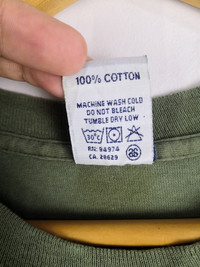 100% COTTON
MACHINE WASH COLD
DO NOT BLEACH
TUMBLE DRY LOW
30°C
RN: 94974
CA. 28629